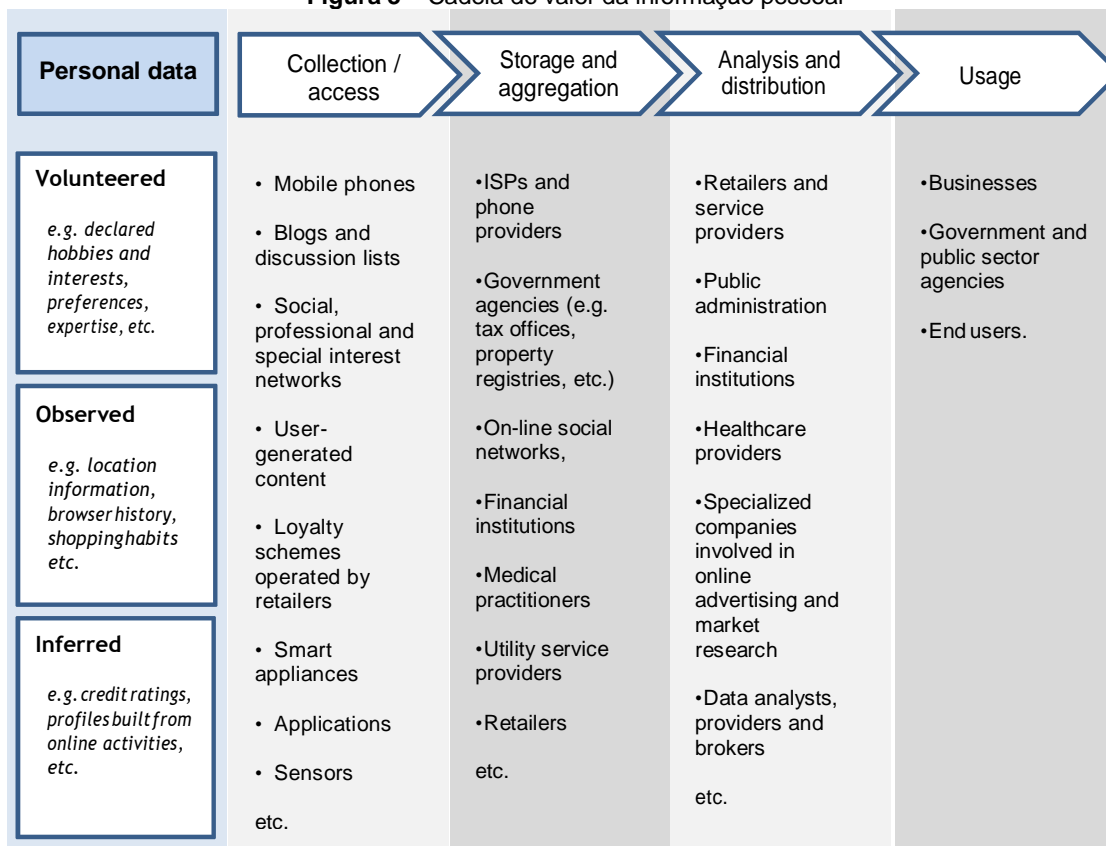 Figura – Cadeia de valor da informação pessoal
Personal data
Collection /
access
Storage and
aggregation
Analysis and
distribution
Usage
Volunteered
e.g. declared
hobbies and
interests,
preferences,
expertise, etc.
Observed
e.g. location
information,
browser history,
shopping habits
etc.
Inferred
e.g. credit ratings,
profiles built from
online activities,
etc.
• Mobile phones
• Blogs and
discussion lists
• Social,
professional and
special interest
networks
• User-
generated
content
• Loyalty
schemes
operated by
retailers
• Smart
appliances
• Applications
• Sensors
etc.
•ISPs and
phone
providers
•Government
agencies (e.g.
tax offices,
property
registries, etc.)
•On-line social
networks,
•Financial
institutions
•Medical
practitioners
•Utility service
providers
•Retailers
etc.
•Retailers and
service
providers
•Public
administration
•Financial
institutions
•Healthcare
providers
•Specialized
companies
involved in
online
advertising and
market
research
•Data analysts,
providers and
brokers
etc.
•Businesses
•Government and
public sector
agencies
•End users.